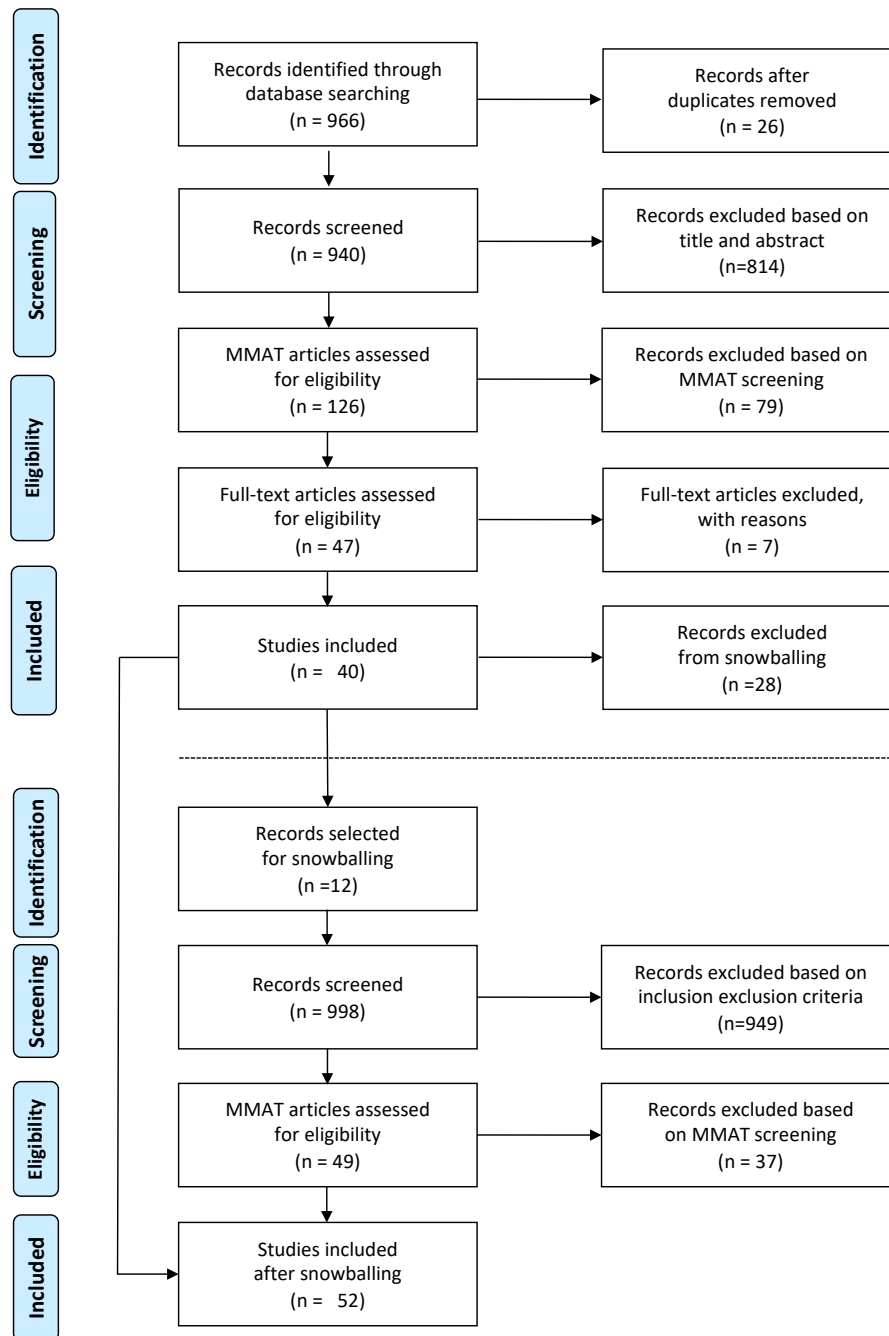 Identification
Records identified through
database searching
(n = 966)
Records after
duplicates removed
(n = 26)
Screening
Records screened
(n = 940)
Records excluded based on
title and abstract
(n=814)
MMAT articles assessed
for eligibility
(n = 126)
Records excluded based on
MMAT screening
(n = 79)
Eligibility
Full-text articles assessed
for eligibility
(n = 47)
Full-text articles excluded,
with reasons
(n = 7)
Included
Studies included
(n =   40)
Records excluded
from snowballing
(n =28)
Identification
Records selected
for snowballing
(n =12)
Screening
Records screened
(n = 998)
Records excluded based on
inclusion exclusion criteria
(n=949)
Eligibility
MMAT articles assessed
for eligibility
(n = 49)
Records excluded based
on MMAT screening
(n = 37)
Included
Studies included
after snowballing
(n =   52)